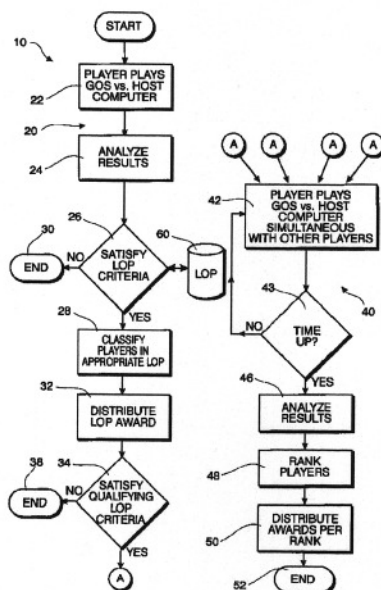 START
10
PLAYER PLAYS
GOS vs. HOST
COMPUTER
22
20
ANALYZE
RESULTS
24
26
60
30
END
NO
SATISFY
LOP
CRITERIA
LOP
YES
28
CLASSIFY
PLAYERS IN
APPROPRIATE LOP
32
DISTRIBUTE
LOP AWARD
38
34
END
NO
SATISFY
QUALIFYING
LOP
CRITERIA
YES
A
A
A
A
A
42
PLAYER PLAYS
GOS vs. HOST
COMPUTER
SIMULTANEOUS
WITH OTHER PLAYERS
43
40
NO
TIME
UP?
YES
46
ANALYZE
RESULTS
48
RANK
PLAYERS
50
DISTRIBUTE
AWARDS PER
RANK
52
END